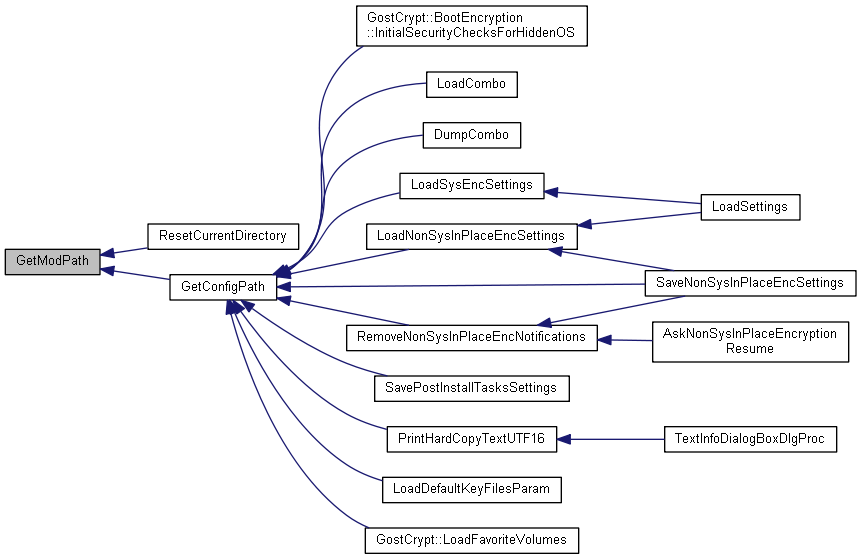 GostCrypt::BootEncryption
::InitialSecurityChecksForHiddenOS
LoadCombo
DumpCombo
LoadSysEncSettings
LoadSettings
ResetCurrentDirectory
LoadNonSysInPlaceEncSettings
GetModPath
GetConfigPath
SaveNonSysInPlaceEncSettings
RemoveNonSysInPlaceEncNotifications
AskNonSysInPlaceEncryption
Resume
SavePostInstallTasksSettings
PrintHardCopyTextUTF16
TextInfoDialogBoxDlgProc
LoadDefaultKeyFilesParam
GostCrypt::LoadFavoriteVolumes